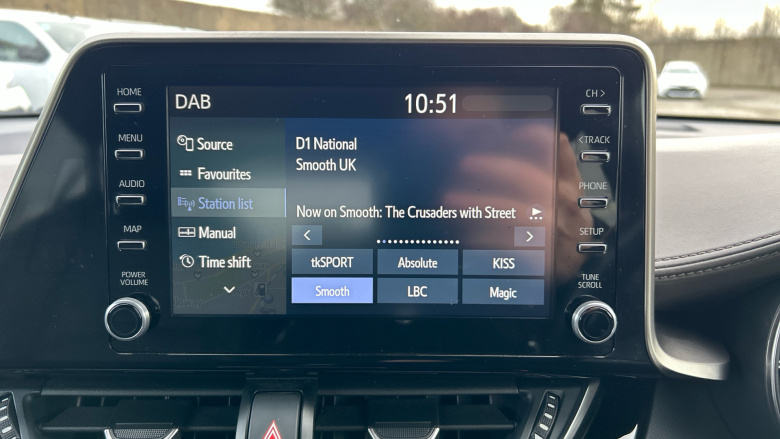 DAB 10:51
HOME
MENU
AUDIO
MAP
POWER
VOLUME
Source
Favourites
Station list
Manual
Time shift
D1 National
Smooth UK
Now on Smooth: The Crusaders with Street
tkSPORT Absolute KISS
Smooth LBC Magic
CH >
< TRACK
PHONE
SETUP
TUNE
SCROLL